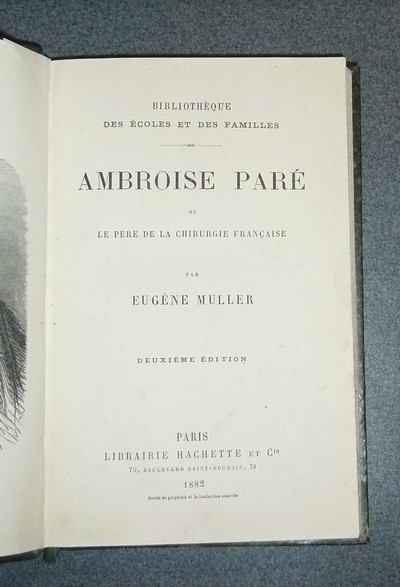 BIBLIOTHÈQUE
DES ÉCOLES ET DES FAMILLES
AMBROISE PARÉ
OU
LE PÈRE DE LA CHIRURGIE FRANÇAISE
PAR
EUGÈNE MULLER
DEUXIÈME ÉDITION
PARIS
LIBRAIRIE HACHETTE ET Cie
79, BOULEVARD SAINT-GERMAIN, 79
1882
Droits de propriété et de traduction réservés